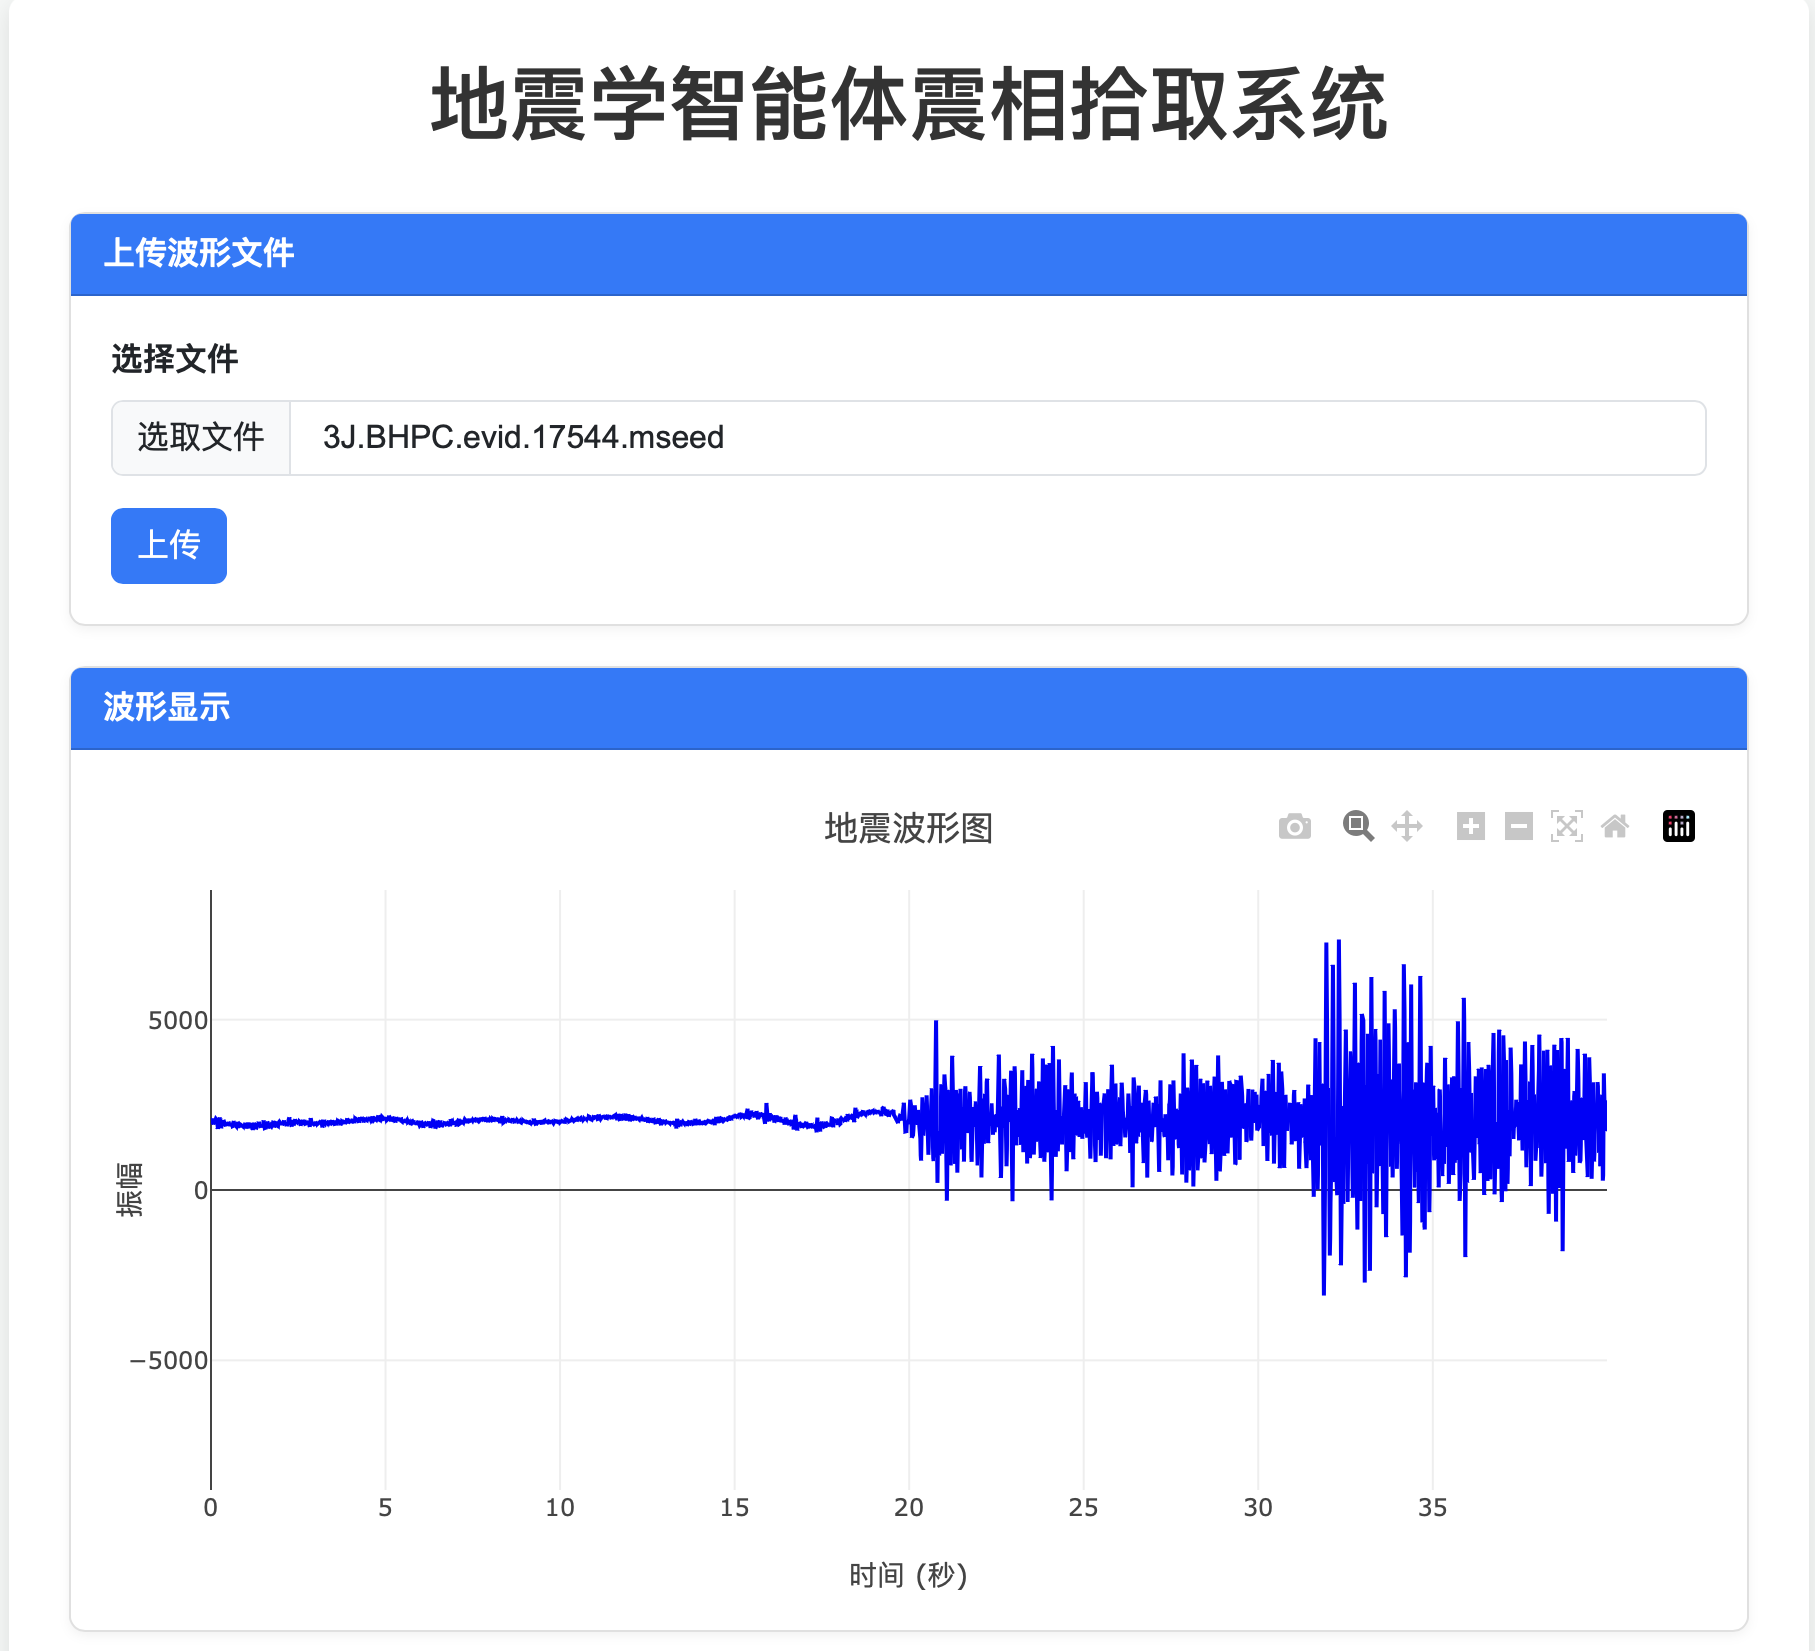 地震学智能体震相拾取系统
上传波形文件
选择文件
选取文件 3J.BHPC.evid.17544.mseed
上传
波形显示
地震波形图
5000
0
−5000
振幅
0 5 10 15 20 25 30 35
时间 (秒)